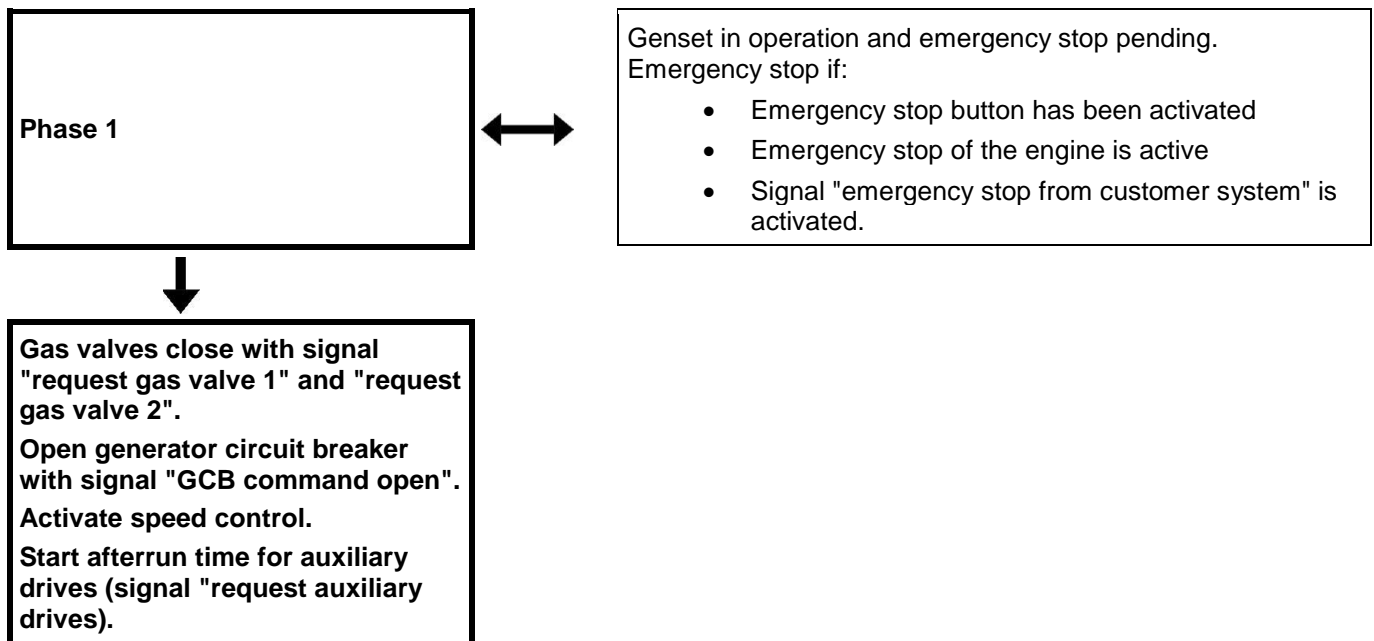 Phase 1
Genset in operation and emergency stop pending.
Emergency stop if:
• Emergency stop button has been activated
• Emergency stop of the engine is active
• Signal "emergency stop from customer system" is
activated.
Gas valves close with signal
"request gas valve 1" and "request
gas valve 2".
Open generator circuit breaker
with signal "GCB command open".
Activate speed control.
Start afterrun time for auxiliary
drives (signal "request auxiliary
drives).